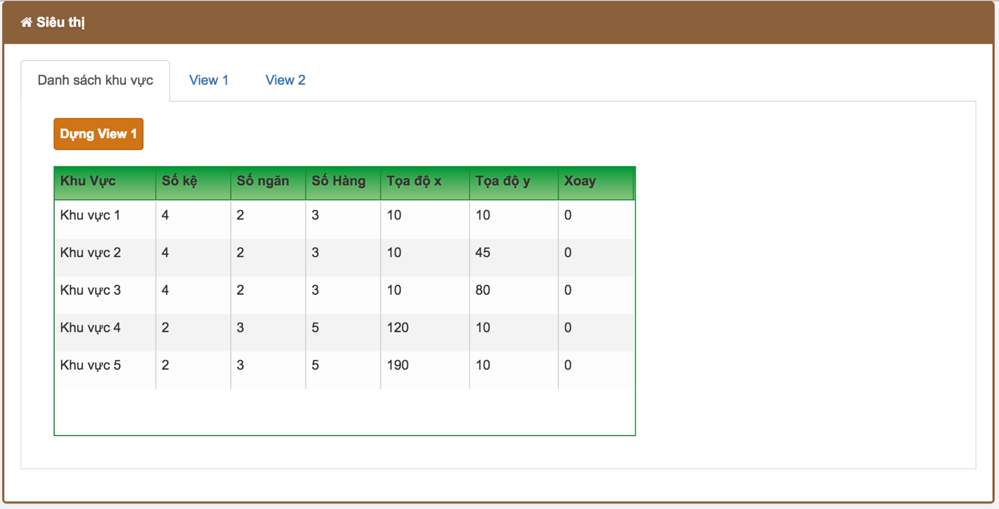 Siêu thị
Danh sách khu vực View 1 View 2
Dựng View 1
Khu Vực Số kệ Số ngăn Số Hàng Tọa độ x Tọa độ y Xoay
Khu vực 1 4 2 3 10 10 0
Khu vực 2 4 2 3 10 45 0
Khu vực 3 4 2 3 10 80 0
Khu vực 4 2 3 5 120 10 0
Khu vực 5 2 3 5 190 10 0